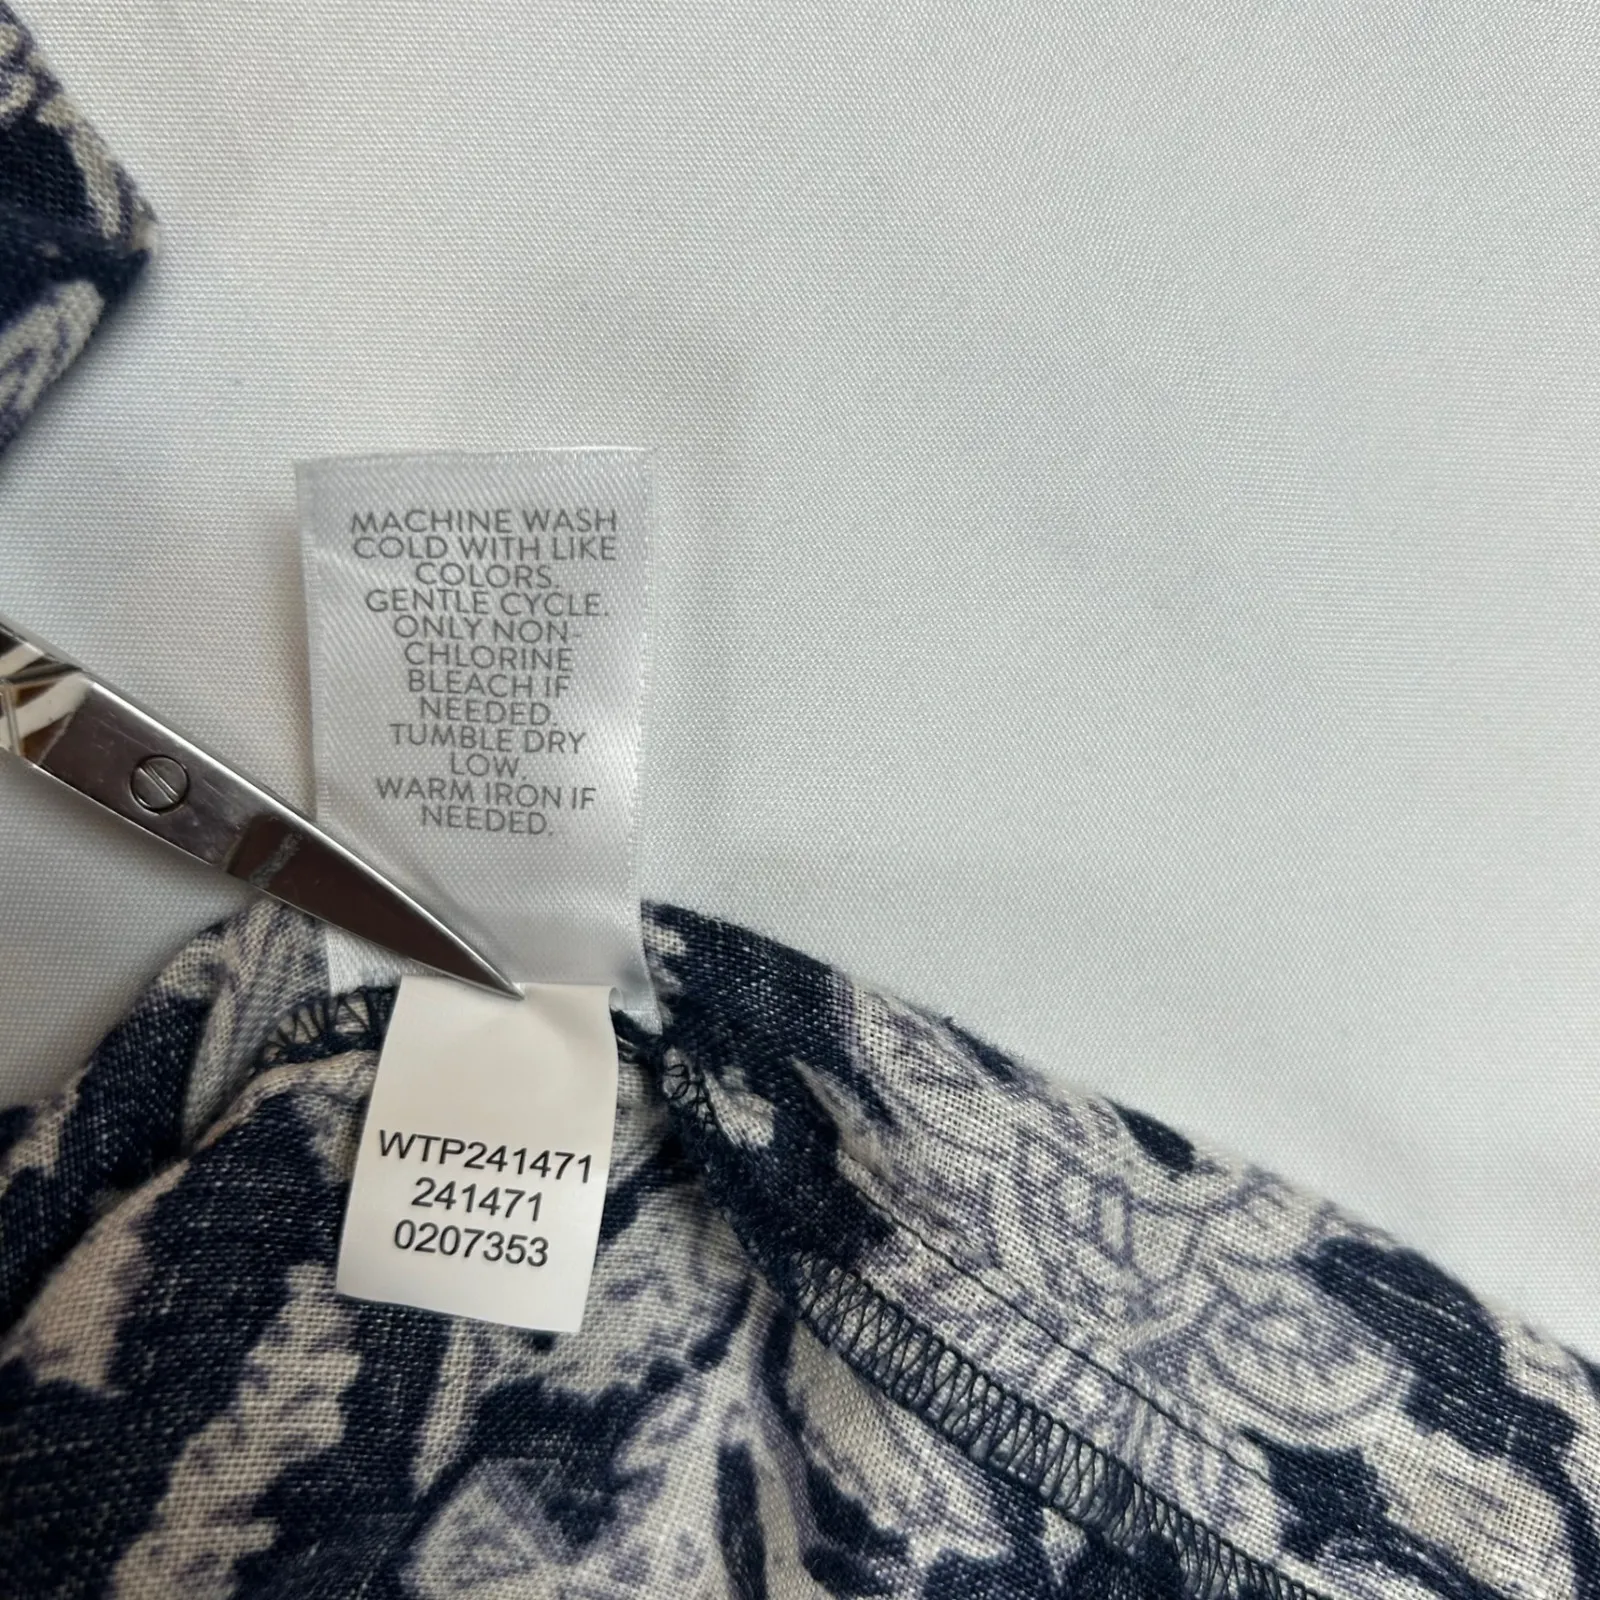 MACHINE WASH
COLD WITH LIKE
COLORS.
GENTLE CYCLE.
ONLY NON-
CHLORINE
BLEACH IF
NEEDED.
TUMBLE DRY
LOW.
WARM IRON IF
NEEDED.
WTP241471
241471
0207353